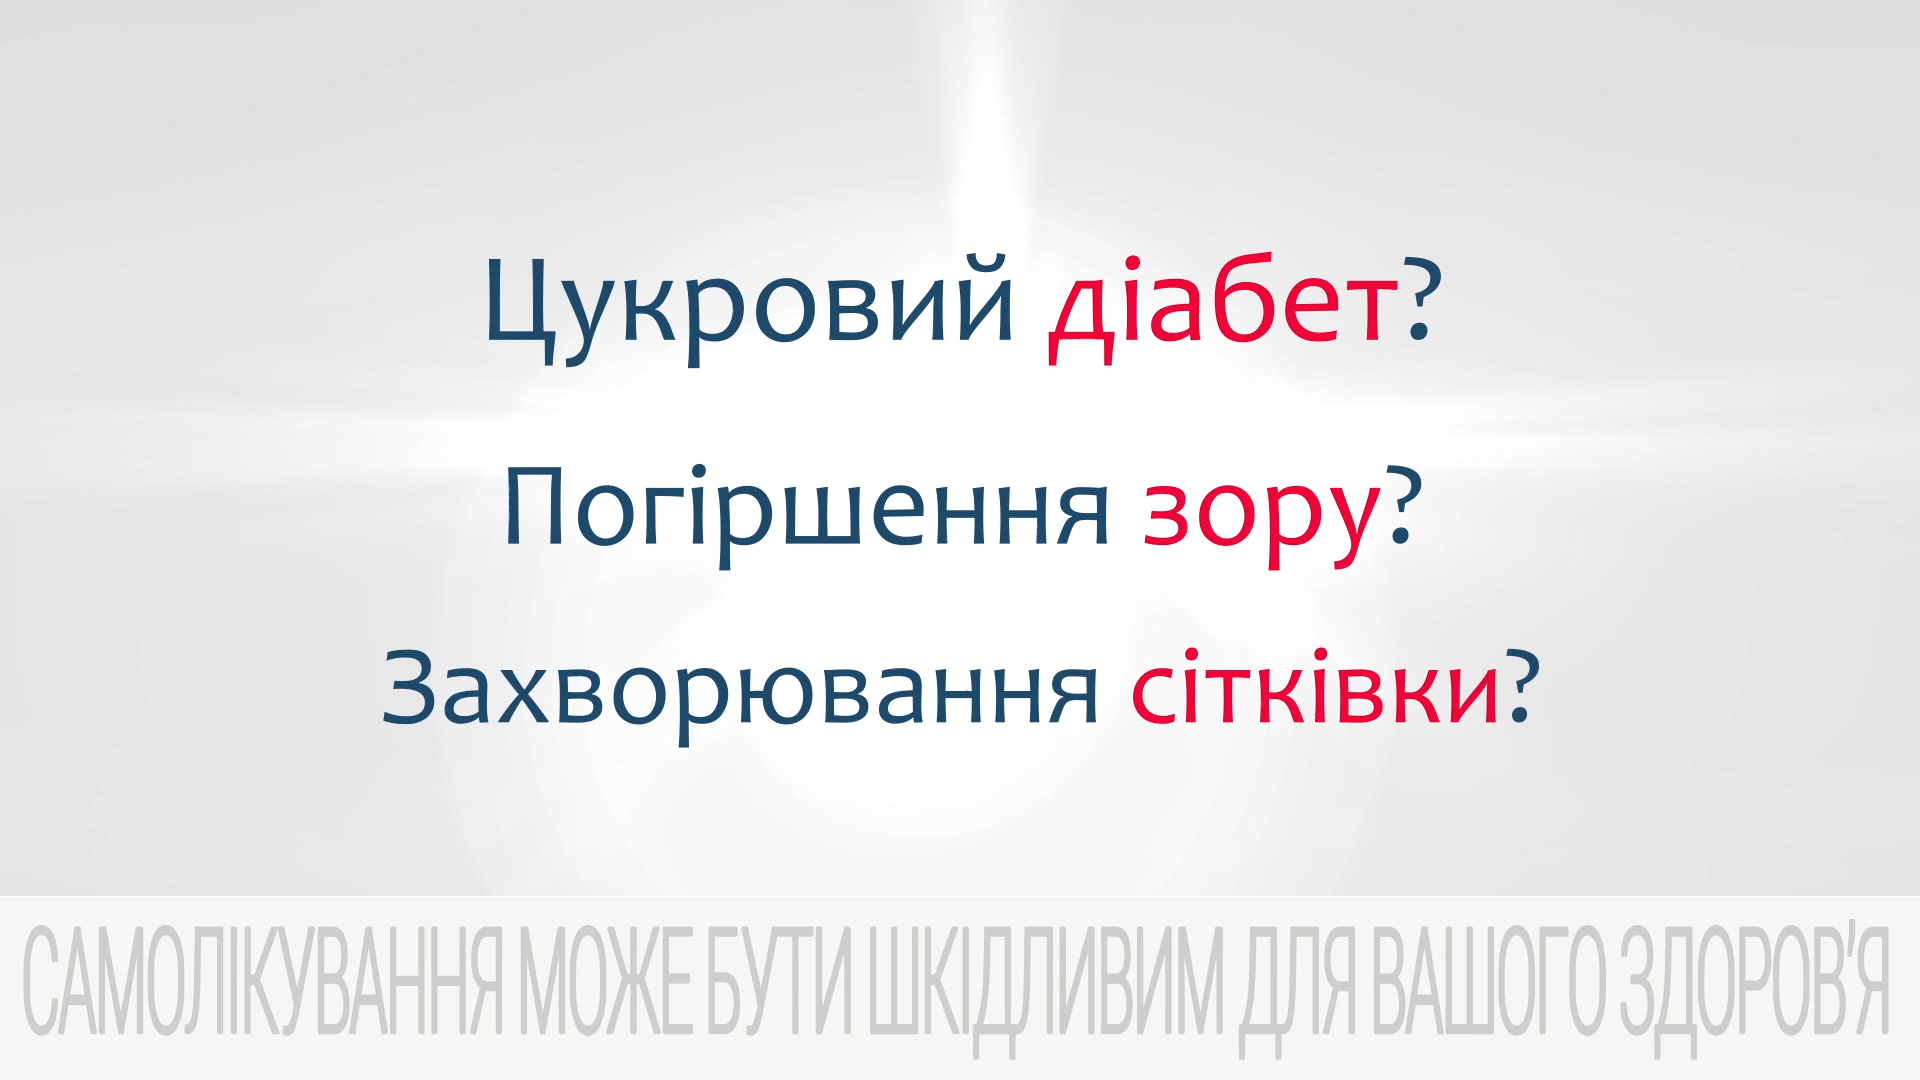 Цукровий діабет?
Погіршення зору?
Захворювання сітківки?
САМОЛІКУВАННЯ МОЖЕ БУТИ ШКІДЛИВИМ ДЛЯ ВАШОГО ЗДОРОВ'Я